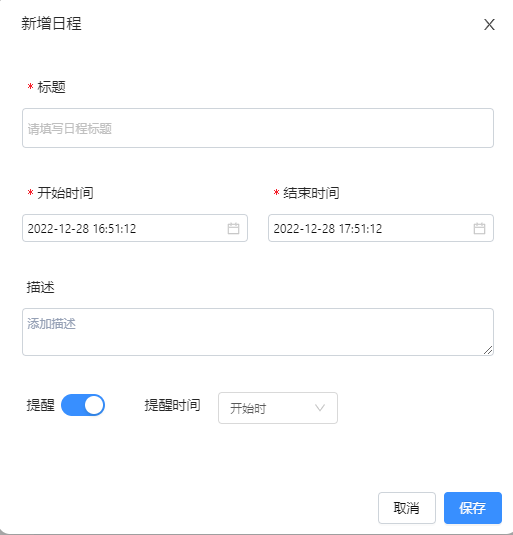 新增日程
* 标题
请填写日程标题
* 开始时间 * 结束时间
2022-12-28 16:51:12 2022-12-28 17:51:12
描述
添加描述
提醒 提醒时间 开始时
取消 保存